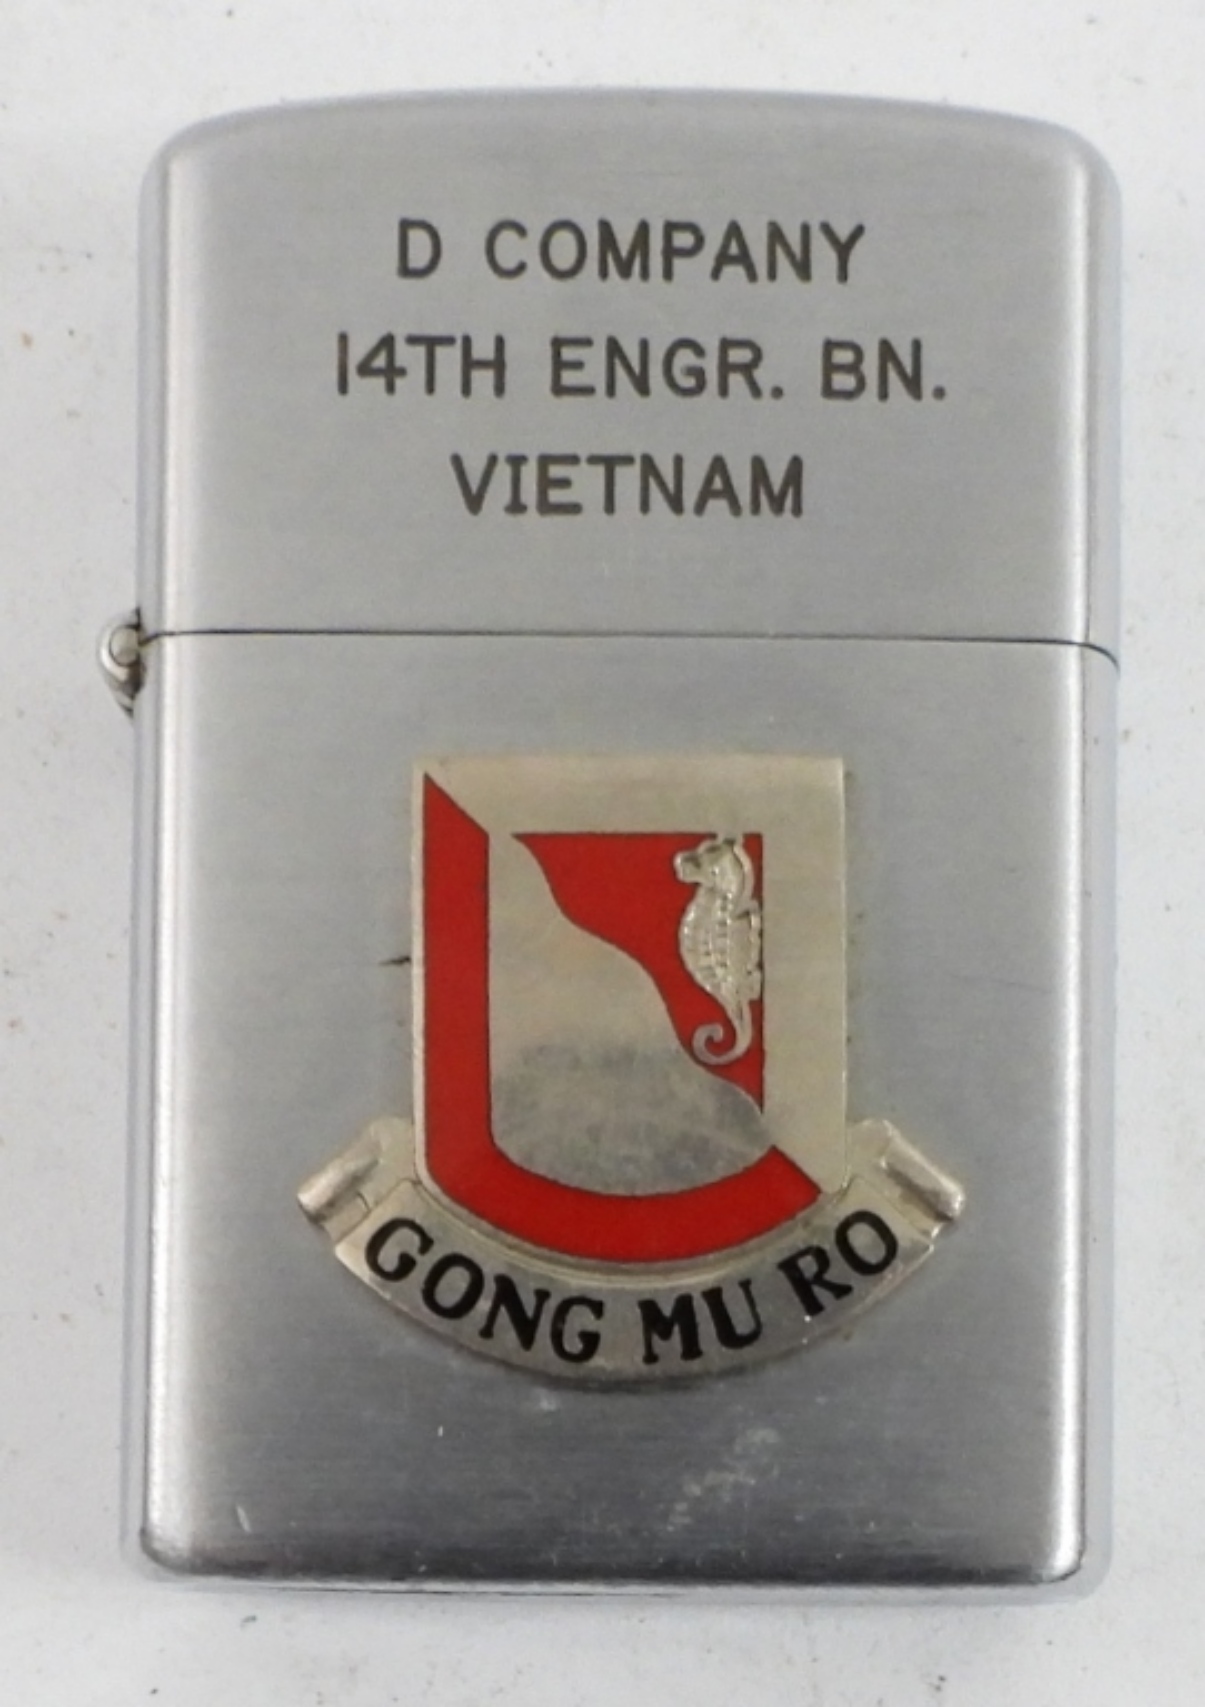 D COMPANY
14TH ENGR. BN.
VIETNAM
GONG MU RO